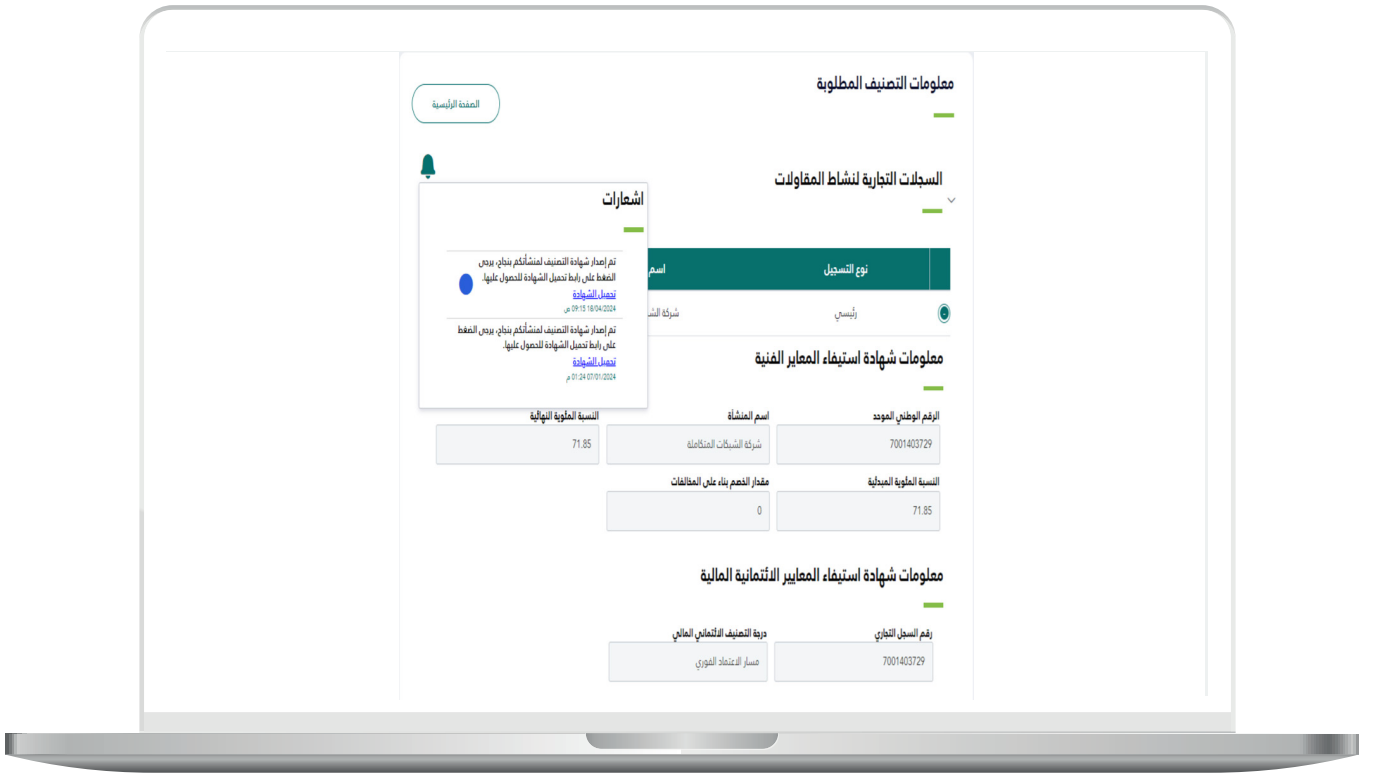 معلومات التصنيف المطلوبة
الصفحة الرئيسية
السجلات التجارية لنشاط المقاولات
اشعارات
تم إصدار شهادة التصنيف لمنشأتكم بنجاح، يرجى
الضغط على رابط تحميل الشهادة للحصول عليها.
تحميل الشهادة
18/04/2024 09:15 ص
تم إصدار شهادة التصنيف لمنشأتكم بنجاح، يرجى الضغط
على رابط تحميل الشهادة للحصول عليها.
تحميل الشهادة
07/01/2024 01:24 م
نوع التسجيل
اسم
رئيسي
شركة الش
معلومات شهادة استيفاء المعاير الفنية
الرقم الوطني الموحد
اسم المنشأة
النسبة المئوية النهائية
7001403729
شركة الشبكات المتكاملة
71.85
النسبة المئوية المبدئية
مقدار الخصم بناء على المخالفات
71.85
0
معلومات شهادة استيفاء المعايير الائتمانية المالية
رقم السجل التجاري
درجة التصنيف الائتماني المالي
7001403729
مسار الاعتماد الفوري